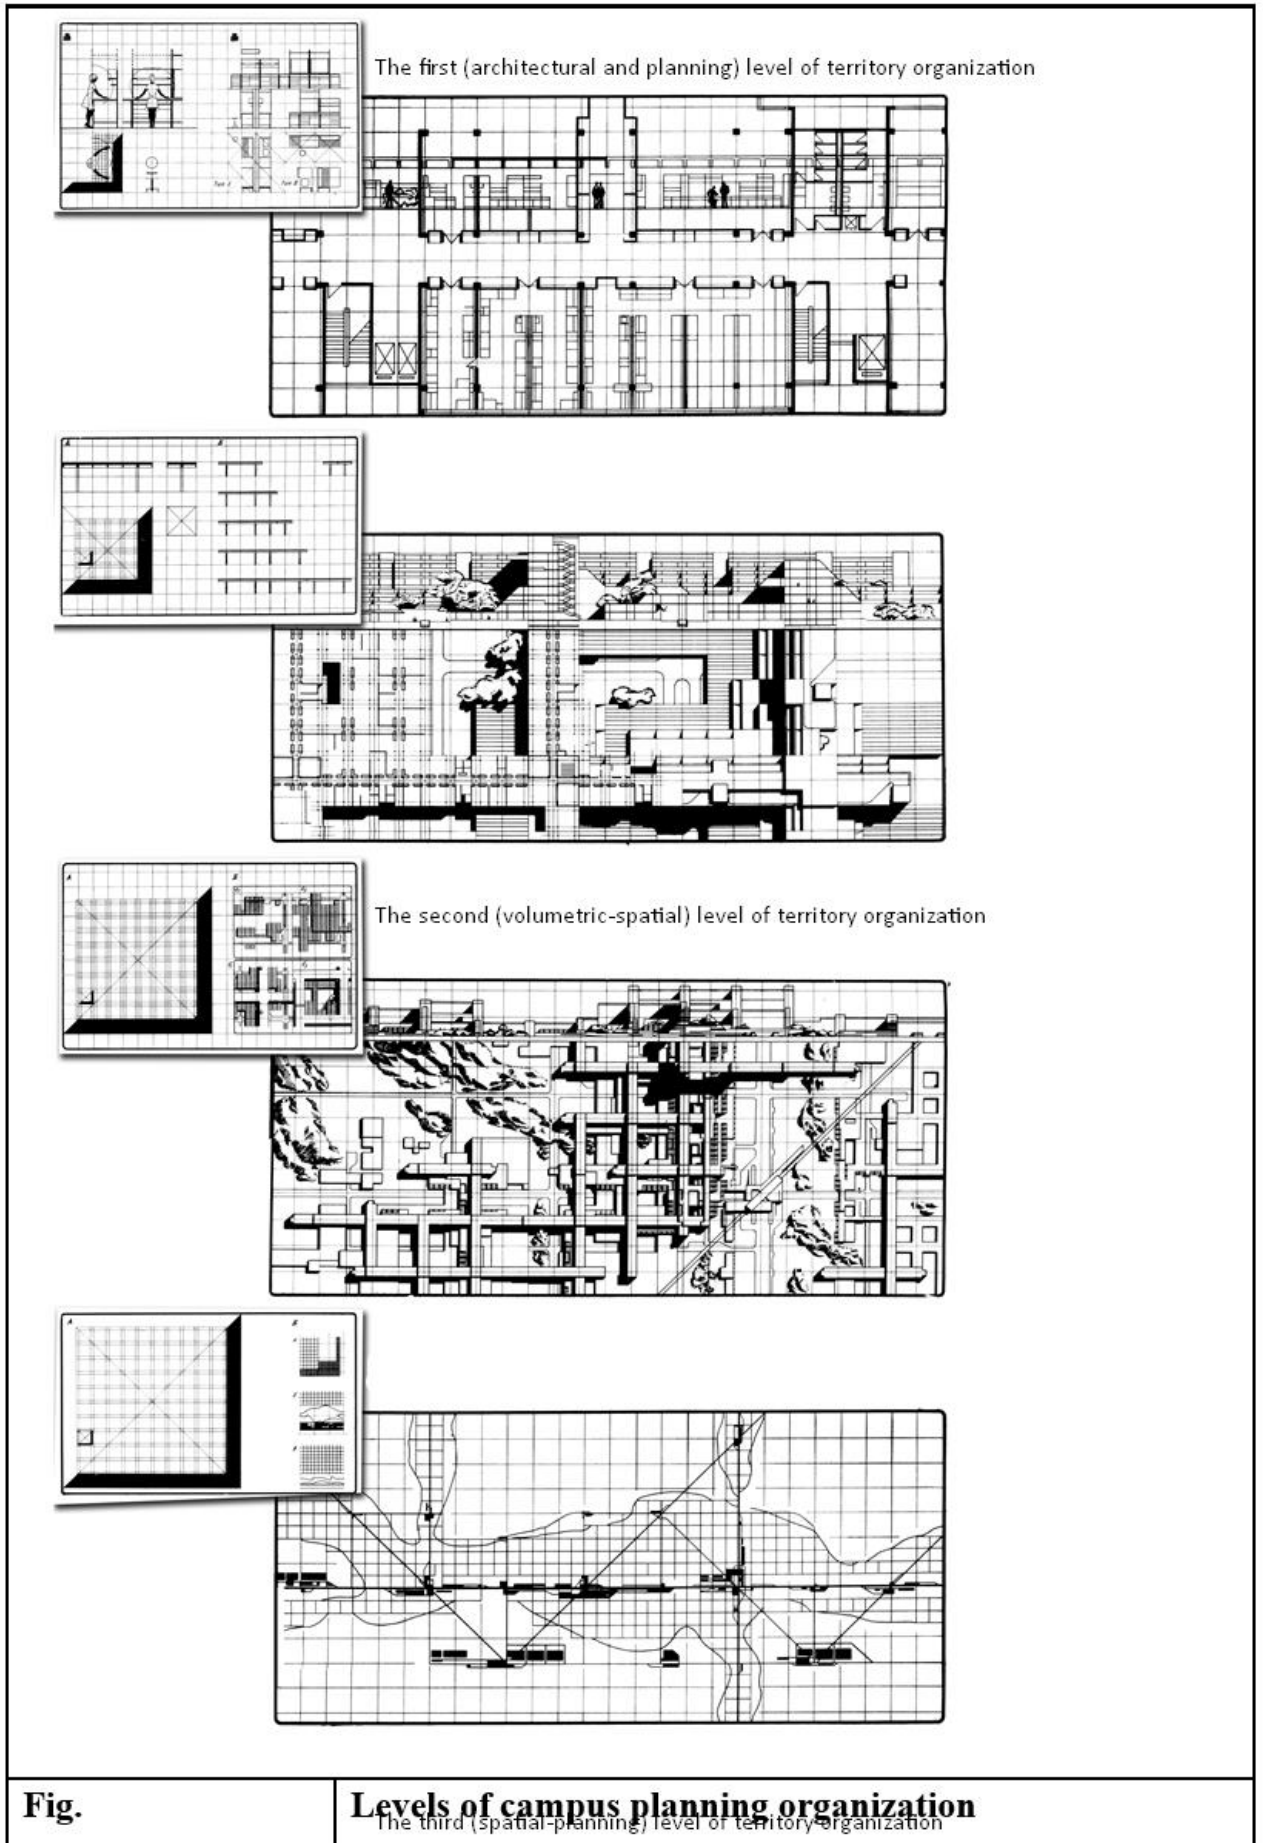 The first (architectural and planning) level of territory organization
The second (volumetric-spatial) level of territory organization
Fig.
Levels of campus planning organization
The third (spatial-planning) level of territory organization